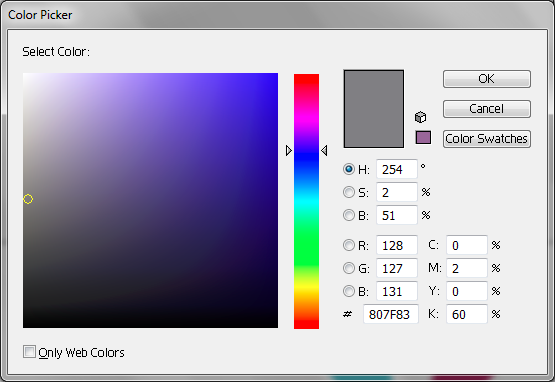 Color Picker
Select Color:
OK
Cancel
Color Swatches
H: 254 °
S: 2 %
B: 51 %
R: 128 C: 0 %
G: 127 M: 2 %
B: 131 Y: 0 %
# 807F83 K: 60 %
Only Web Colors